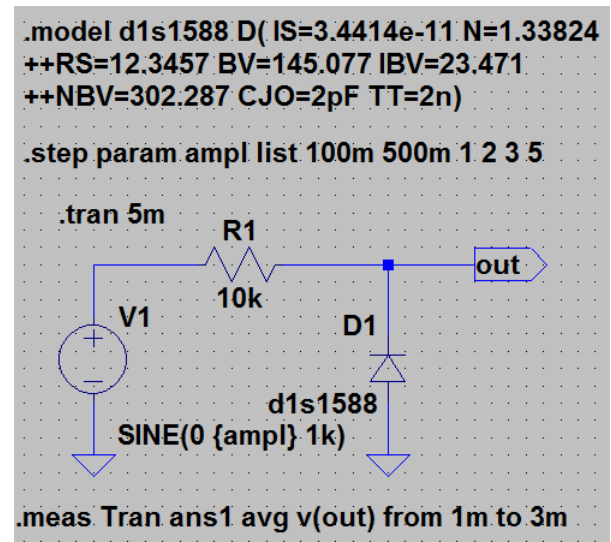 .model d1s1588 D( IS=3.4414e-11 N=1.33824
++RS=12.3457 BV=145.077 IBV=23.471
++NBV=302.287 CJO=2pF TT=2n)
.step param ampl list 100m 500m 1 2 3 5
.tran 5m
R1
out
10k
V1
D1
d1s1588
SINE(0 {ampl} 1k)
.meas Tran ans1 avg v(out) from 1m to 3m